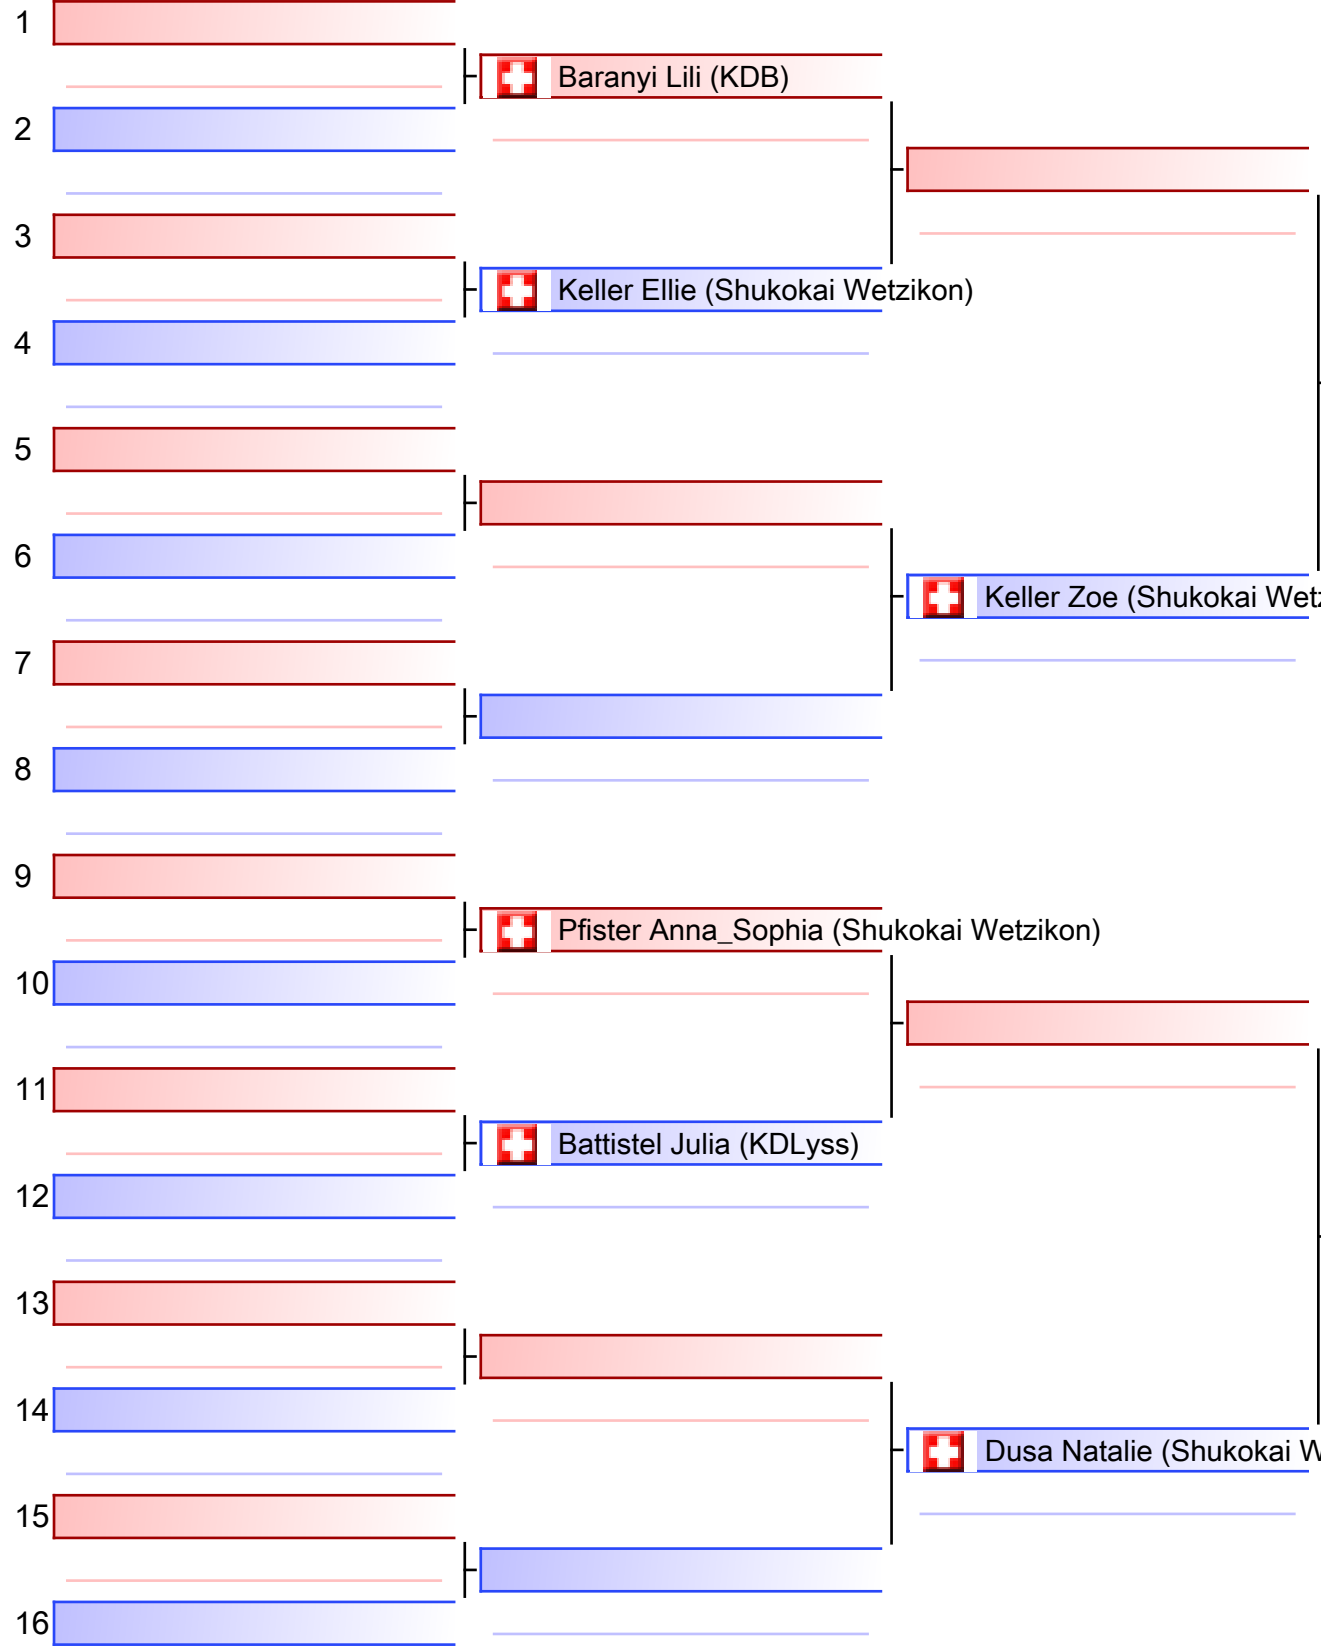 1
Baranyi Lili (KDB)
2
3
Keller Ellie (Shukokai Wetzikon)
4
5
6
Keller Zoe (Shukokai Wetz
7
8
9
Pfister Anna_Sophia (Shukokai Wetzikon)
10
11
Battistel Julia (KDLyss)
12
13
14
Dusa Natalie (Shukokai W
15
16